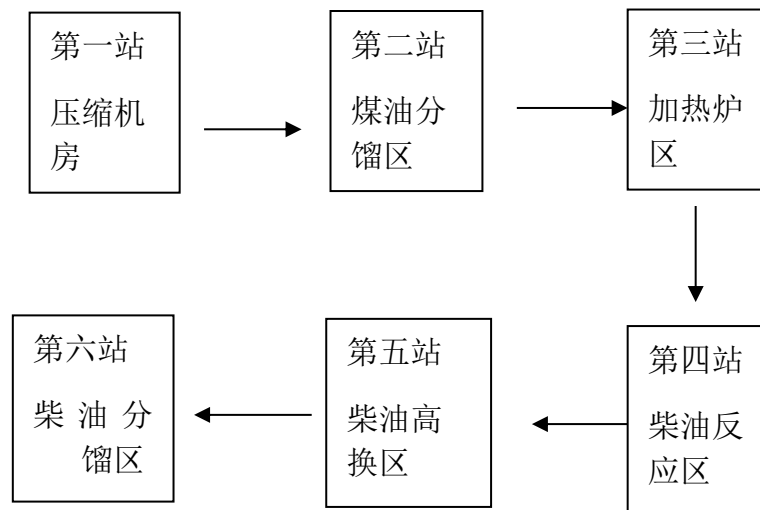 第一站
压缩机
房
第二站
煤油分
馏区
第三站
加热炉
区
第四站
柴油反
应区
第五站
柴油高
换区
第六站
柴油分
馏区